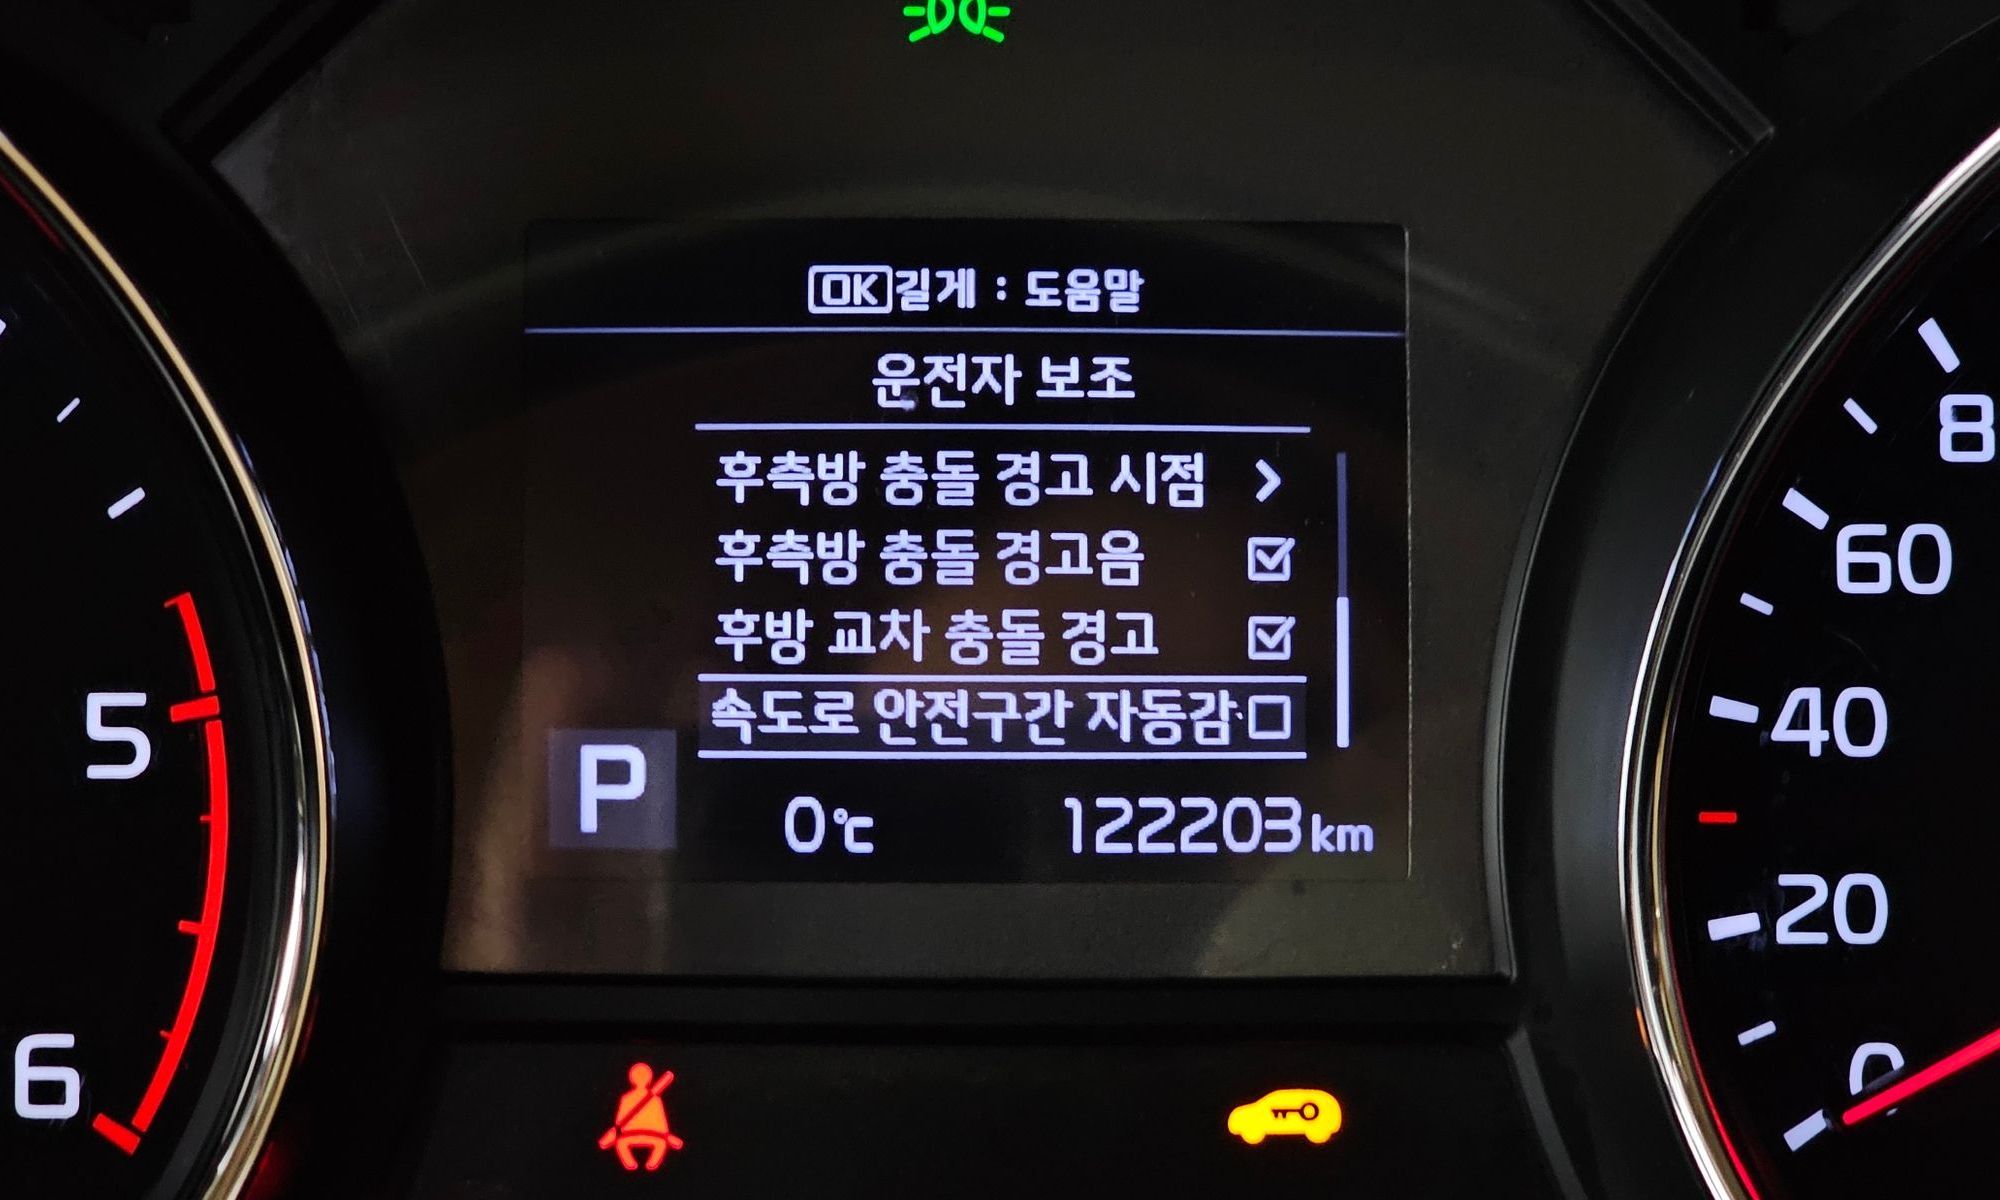 OK 길게 : 도움말
운전자 보조
후측방 충돌 경고 시점
후측방 충돌 경고음
후방 교차 충돌 경고
속도로 안전구간 자동감
P
0℃
122203 km
5
6
8
60
40
20
0